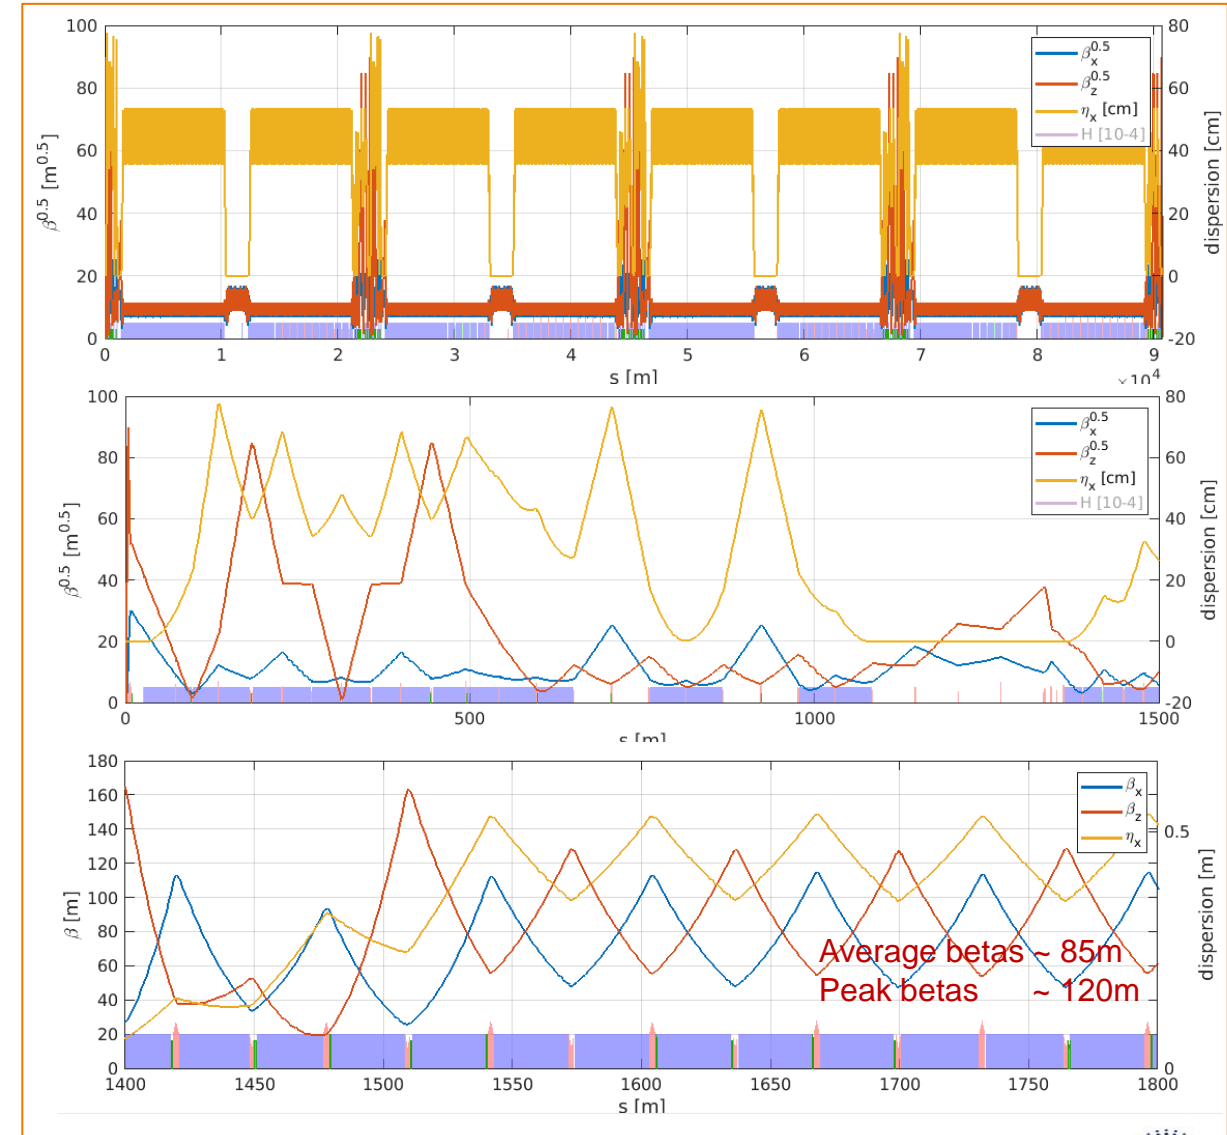 100
80
60
40
20
0
β^0.5 [m^0.5]
80
60
40
20
0
-20
dispersion [cm]
β_x^0.5
β_z^0.5
η_x [cm]
H [10-4]
0 1 2 3 4 5 6 7 8 9
s [m]
×10^4
100
80
60
40
20
0
β^0.5 [m^0.5]
80
60
40
20
0
-20
dispersion [cm]
β_x^0.5
β_z^0.5
η_x [cm]
H [10-4]
0 500 1000 1500
s [m]
180
160
140
120
100
80
60
40
20
0
β [m]
0.5
0
dispersion [m]
β_x
β_z
η_x
Average betas ~ 85m
Peak betas ~ 120m
1400 1450 1500 1550 1600 1650 1700 1750 1800
s [m]